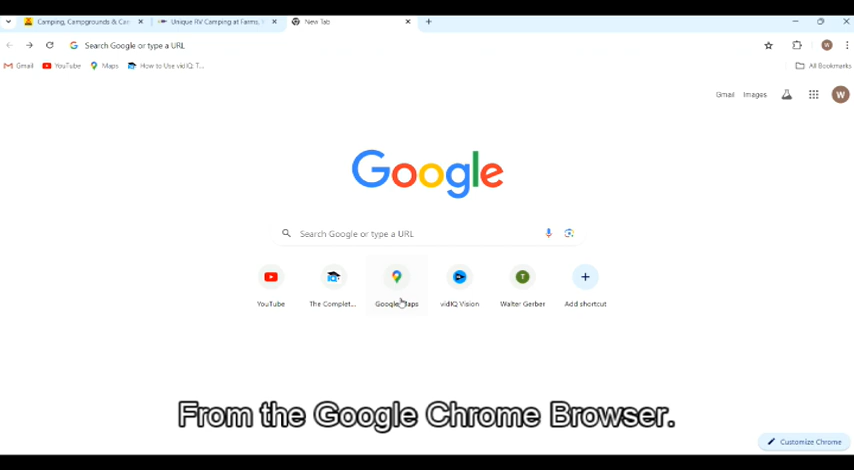 Camping, Campgrounds & Can
Unique RV Camping at Farms,
New Tab
Search Google or type a URL
Gmail
YouTube
Maps
How to Use vidIQ: T...
All Bookmarks
Gmail
Images
W
Google
Search Google or type a URL
YouTube
The Complet...
Google Maps
vidIQ Vision
T
Walter Gerber
Add shortcut
From the Google Chrome Browser.
Customize Chrome